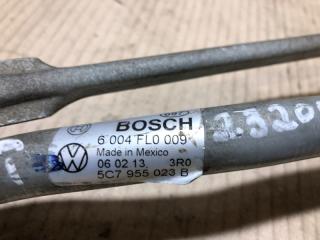 BOSCH
6 004 FL0 009
Made in Mexico
06 02 13 3R0
5C7 955 023 B